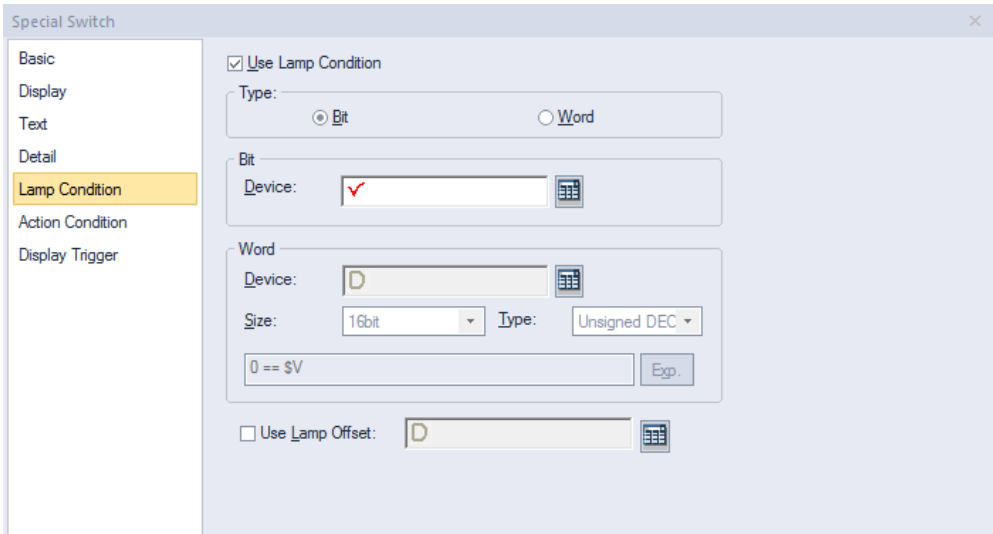 Special Switch
Basic
Display
Text
Detail
Lamp Condition
Action Condition
Display Trigger
Use Lamp Condition
Type:
Bit
Word
Bit
Device:
Word
Device:
D
Size:
16bit
Type:
Unsigned DEC
0 == $V
Exp.
Use Lamp Offset:
D